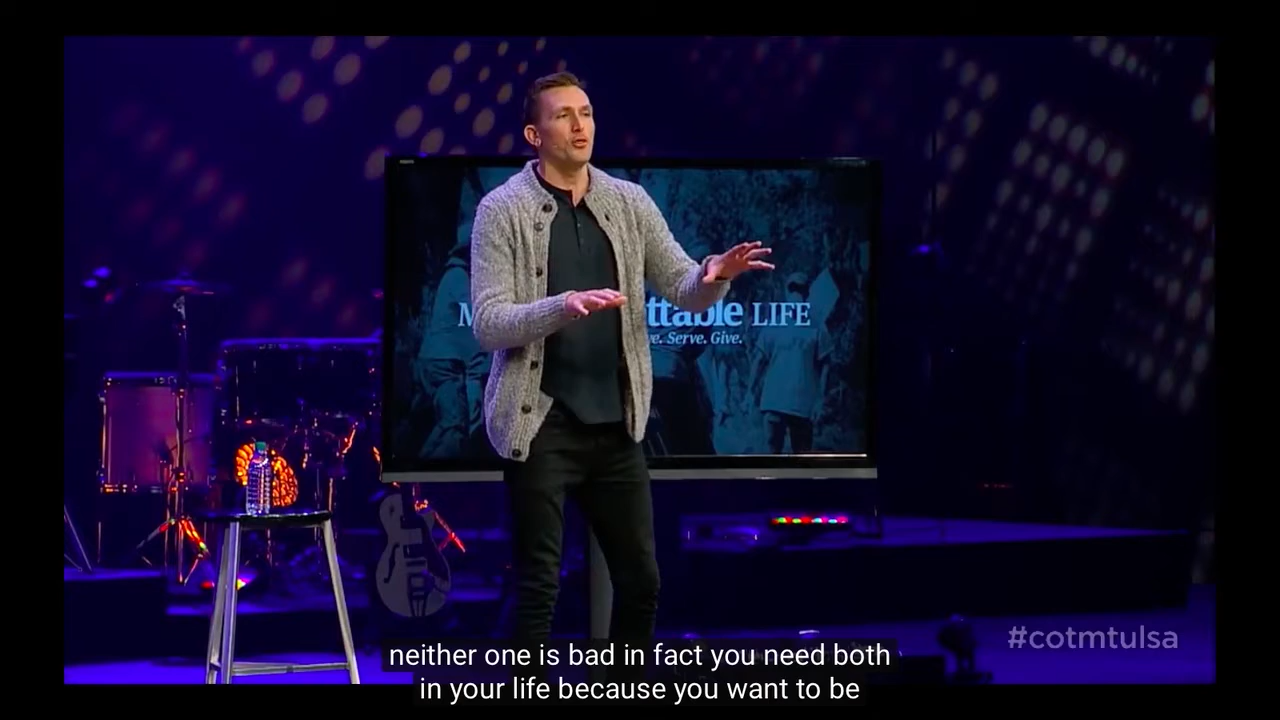 ttable LIFE
ve. Serve. Give.
#cotmtulsa
neither one is bad in fact you need both
in your life because you want to be